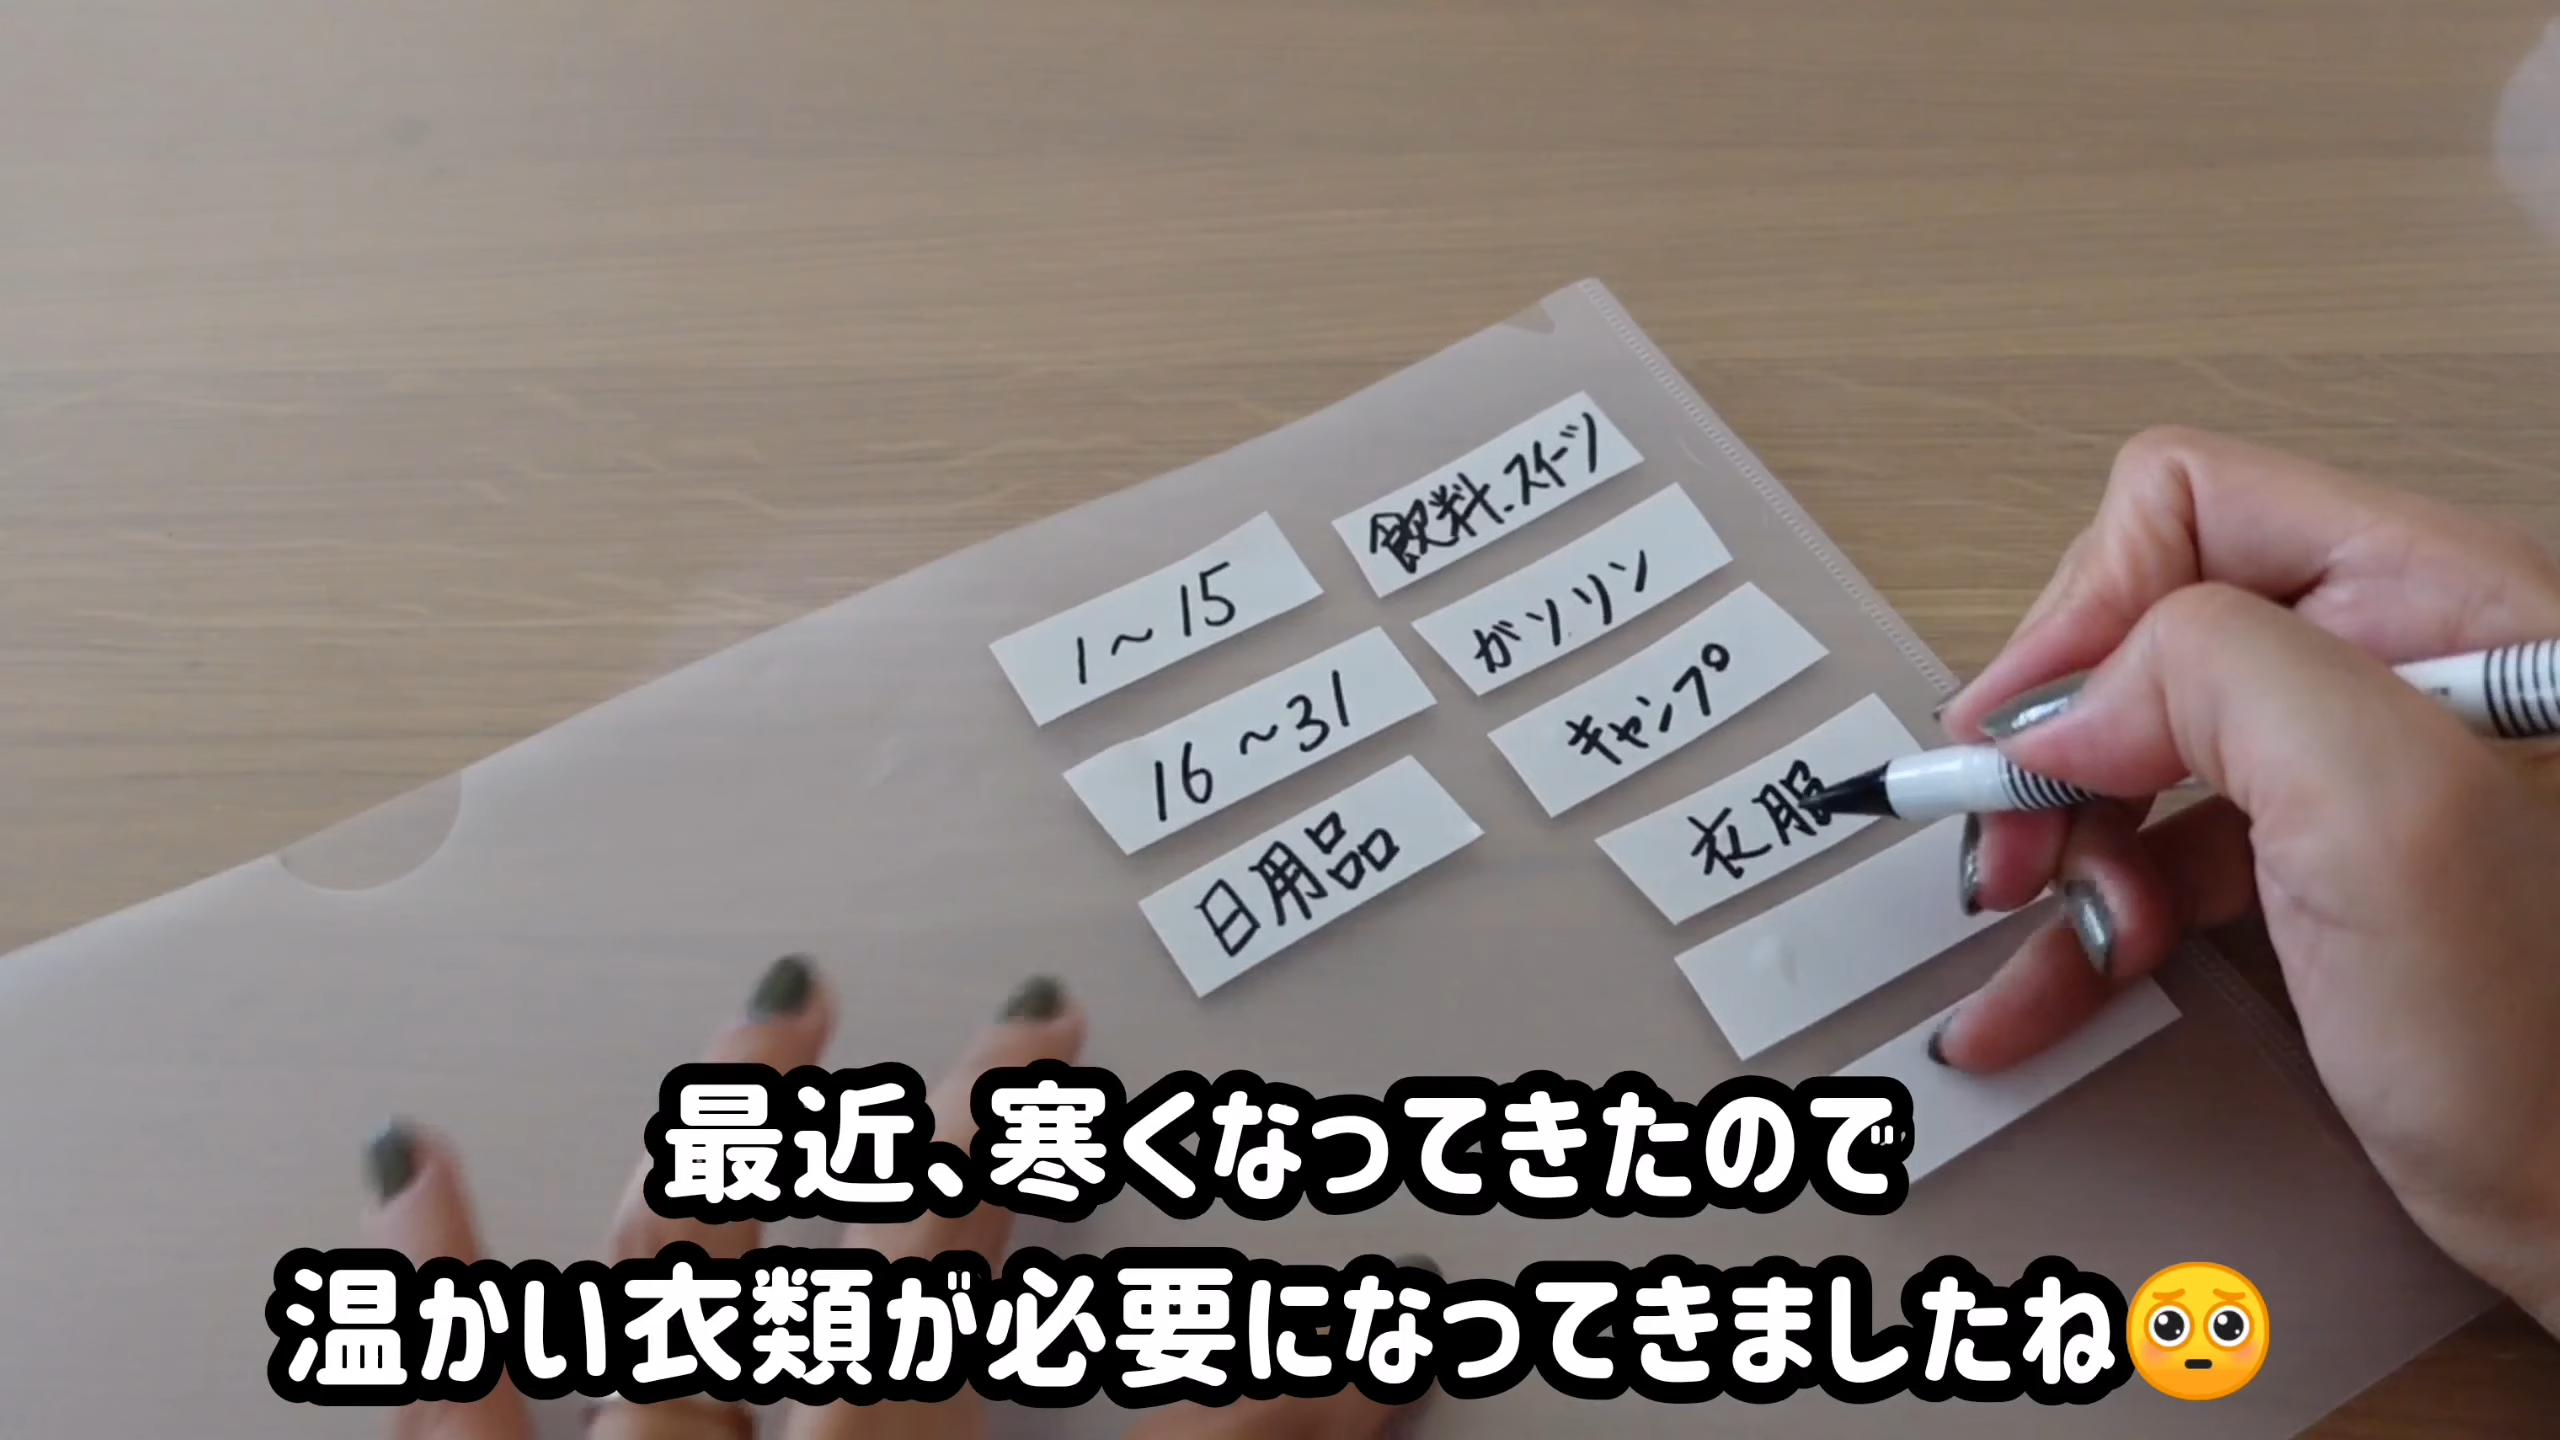 1~15
16~31
日用品
飲料.スイーツ
ガソリン
キャンプ
衣服
最近、寒くなってきたので
温かい衣類が必要になってきましたね🥺